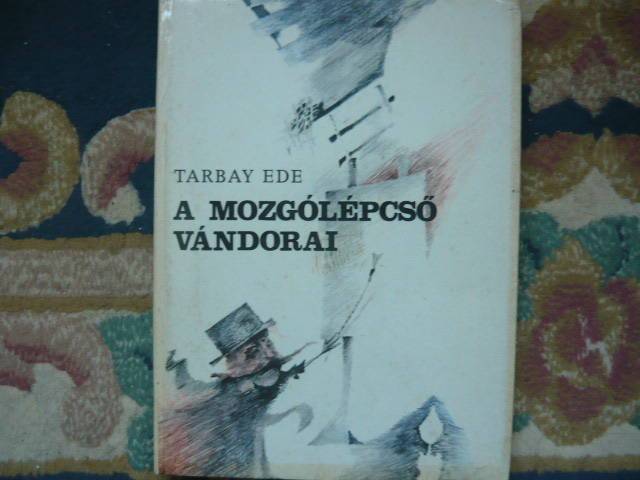 TARBAY EDE
A MOZGÓLÉPCSŐ
VÁNDORAI